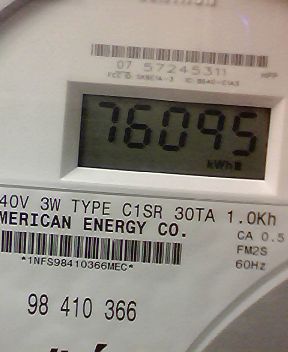 07 57245311
76095
kWh
40V 3W TYPE C1SR 30TA 1.0Kh
MERICAN ENERGY CO.
CA 0.5
FM2S
*1NFS98410366MEC*
60Hz
98 410 366